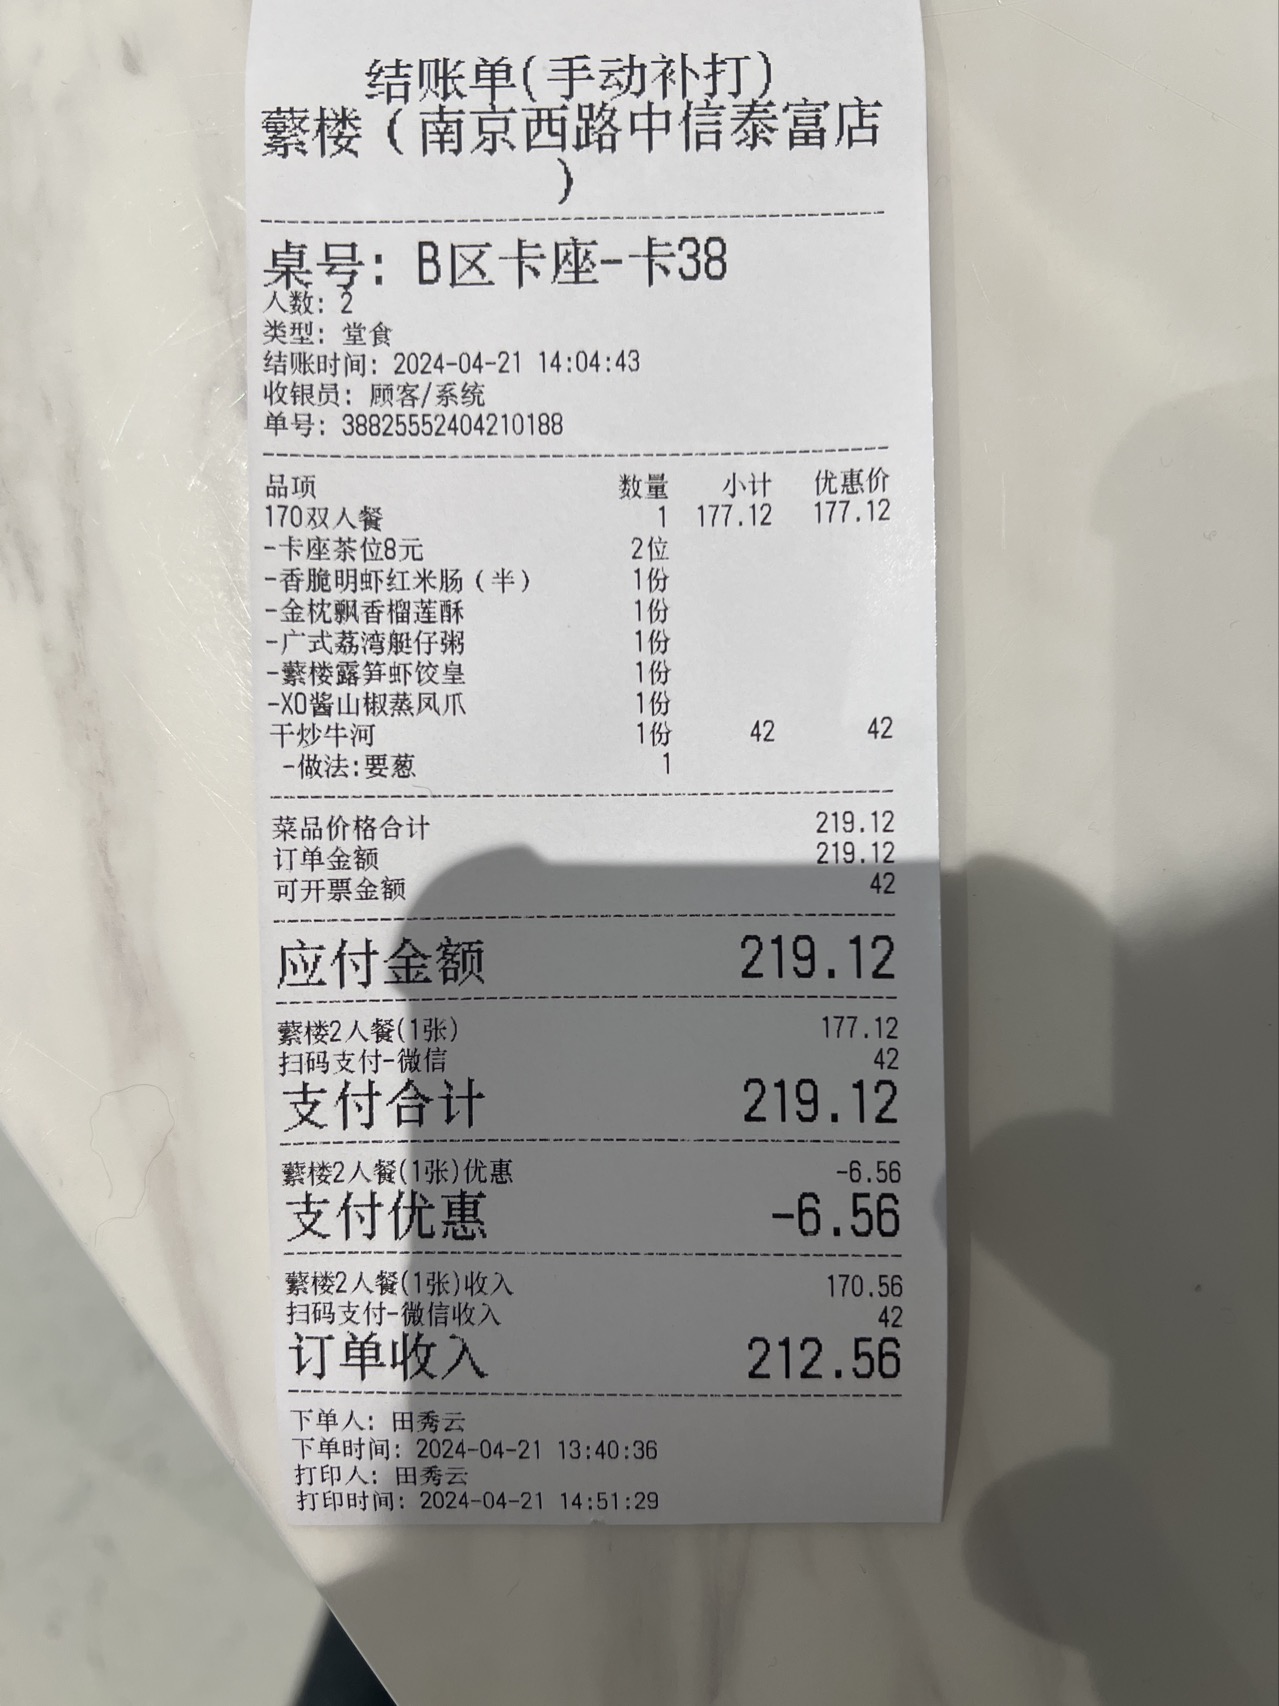 结账单(手动补打)
蘩楼（南京西路中信泰富店
）
桌号: B区卡座-卡38
人数: 2
类型: 堂食
结账时间: 2024-04-21 14:04:43
收银员: 顾客/系统
单号: 38825552404210188
品项 数量 小计 优惠价
170双人餐 1 177.12 177.12
-卡座茶位8元 2位
-香脆明虾红米肠（半） 1份
-金枕飘香榴莲酥 1份
-广式荔湾艇仔粥 1份
-蘩楼露笋虾饺皇 1份
-XO酱山椒蒸凤爪 1份
干炒牛河 1份 42 42
-做法:要葱 1
菜品价格合计 219.12
订单金额 219.12
可开票金额 42
应付金额 219.12
蘩楼2人餐(1张) 177.12
扫码支付-微信 42
支付合计 219.12
蘩楼2人餐(1张)优惠 -6.56
支付优惠 -6.56
蘩楼2人餐(1张)收入 170.56
扫码支付-微信收入 42
订单收入 212.56
下单人: 田秀云
下单时间: 2024-04-21 13:40:36
打印人: 田秀云
打印时间: 2024-04-21 14:51:29